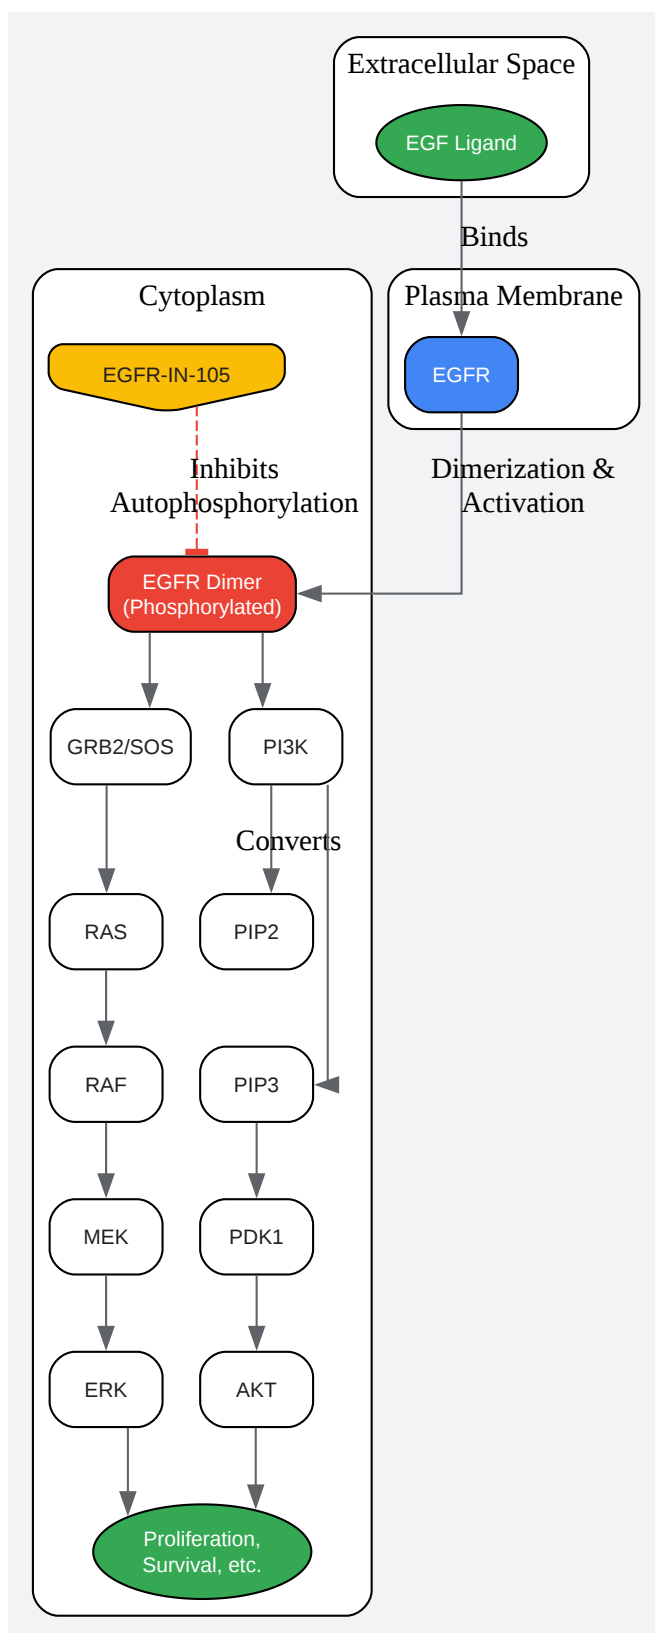 Extracellular Space
EGF Ligand
Binds
Cytoplasm
Plasma Membrane
EGFR-IN-105
EGFR
Inhibits
Autophosphorylation
Dimerization &
Activation
EGFR Dimer
(Phosphorylated)
GRB2/SOS
PI3K
Converts
RAS
PIP2
RAF
PIP3
MEK
PDK1
ERK
AKT
Proliferation,
Survival, etc.